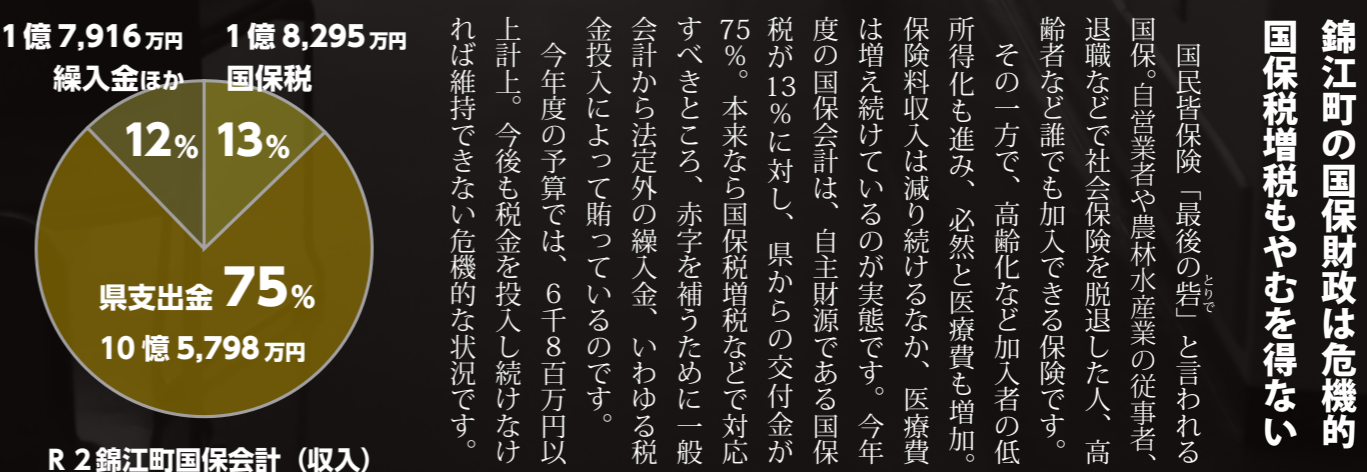 錦江町の国保財政は危機的
国保税増税もやむを得ない
国民皆保険「最後の砦」と言われる
とりで
国保。自営業者や農林水産業の従事者、
退職などで社会保険を脱退した人、高
齢者など誰でも加入できる保険です。
その一方で、高齢化など加入者の低
所得化も進み、必然と医療費も増加。
保険料収入は減り続けるなか、医療費
は増え続けているのが実態です。今年
度の国保会計は、自主財源である国保
税が13%に対し、県からの交付金が
75%。本来なら国保税増税などで対応
すべきところ、赤字を補うために一般
会計から法定外の繰入金、いわゆる税
金投入によって賄っているのです。
今年度の予算では、6千8百万円以
上計上。今後も税金を投入し続けなけ
れば維持できない危機的な状況です。
1億7,916万円
繰入金ほか
12%
1億8,295万円
国保税
13%
県支出金 75%
10億5,798万円
R2錦江町国保会計(収入)